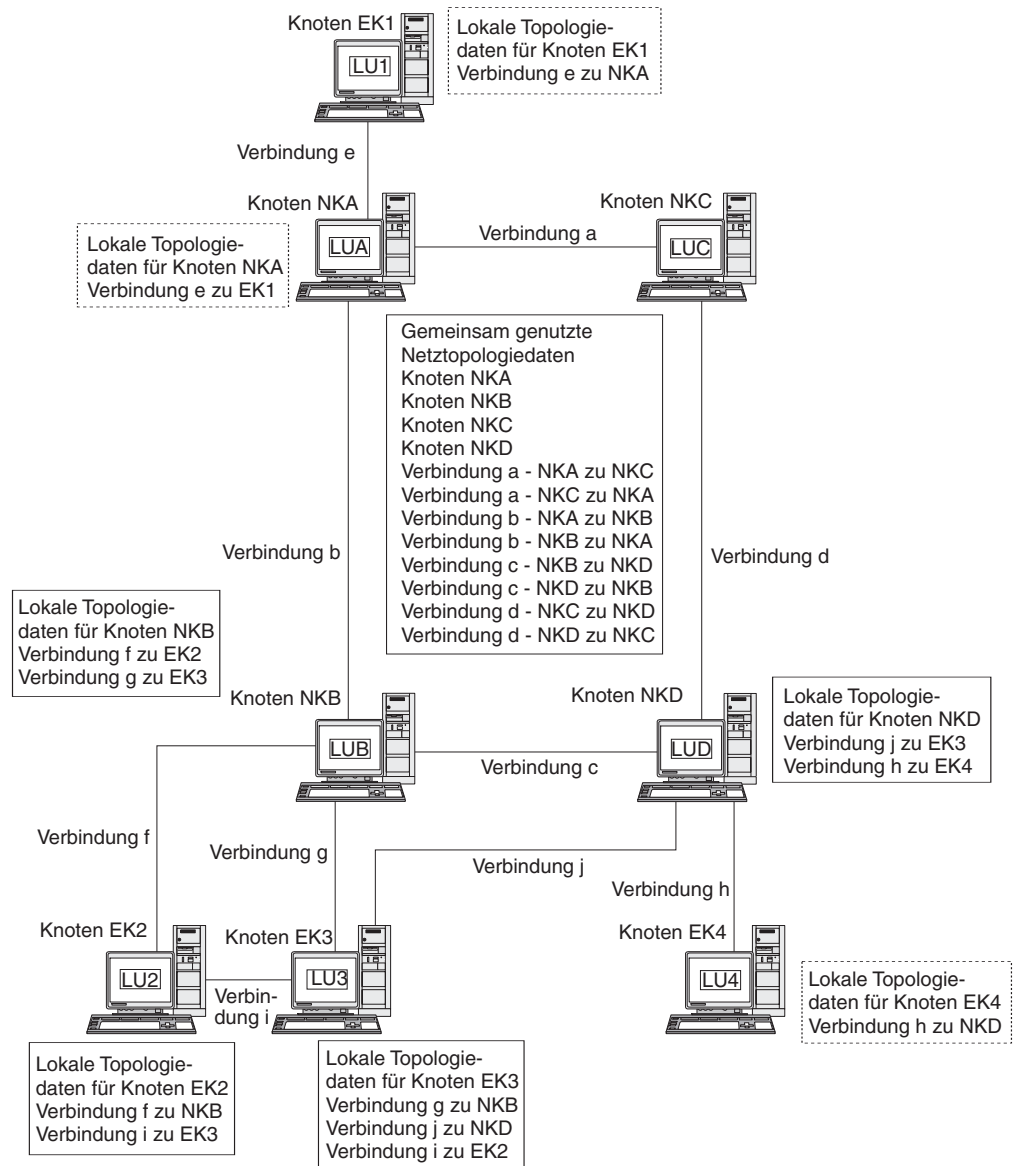 Knoten EK1
Lokale Topologie-
daten für Knoten EK1
Verbindung e zu NKA
LU1
Verbindung e
Knoten NKA
Knoten NKC
Lokale Topologie-
daten für Knoten NKA
Verbindung e zu EK1
LUA
Verbindung a
LUC
Gemeinsam genutzte
Netztopologiedaten
Knoten NKA
Knoten NKB
Knoten NKC
Knoten NKD
Verbindung a - NKA zu NKC
Verbindung a - NKC zu NKA
Verbindung b - NKA zu NKB
Verbindung b - NKB zu NKA
Verbindung c - NKB zu NKD
Verbindung c - NKD zu NKB
Verbindung d - NKC zu NKD
Verbindung d - NKD zu NKC
Verbindung b
Verbindung d
Lokale Topologie-
daten für Knoten NKB
Verbindung f zu EK2
Verbindung g zu EK3
Knoten NKB
Knoten NKD
Lokale Topologie-
daten für Knoten NKD
Verbindung j zu EK3
Verbindung h zu EK4
LUB
Verbindung c
LUD
Verbindung f
Verbindung g
Verbindung j
Verbindung h
Knoten EK2
Knoten EK3
Knoten EK4
LU2
Verbin-
dung i
LU3
LU4
Lokale Topologie-
daten für Knoten EK4
Verbindung h zu NKD
Lokale Topologie-
daten für Knoten EK2
Verbindung f zu NKB
Verbindung i zu EK3
Lokale Topologie-
daten für Knoten EK3
Verbindung g zu NKB
Verbindung j zu NKD
Verbindung i zu EK2